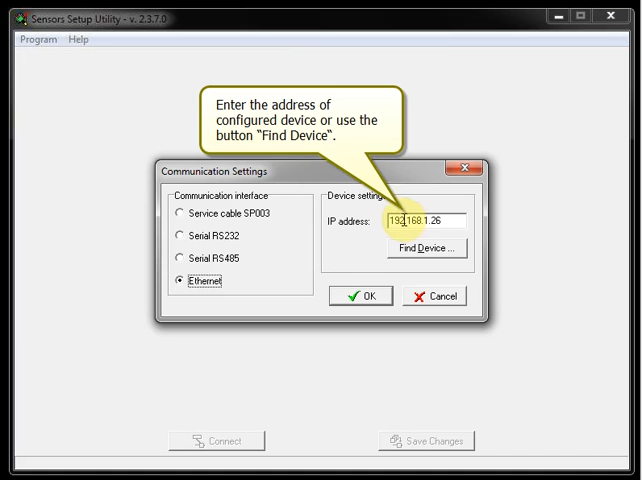 Sensors Setup Utility - v. 2.3.7.0
Program Help
Enter the address of
configured device or use the
button "Find Device".
Communication Settings
Communication interface
Service cable SP003
Serial RS232
Serial RS485
Ethernet
Device setting
IP address: 192.168.1.26
Find Device ...
OK Cancel
Connect Save Changes